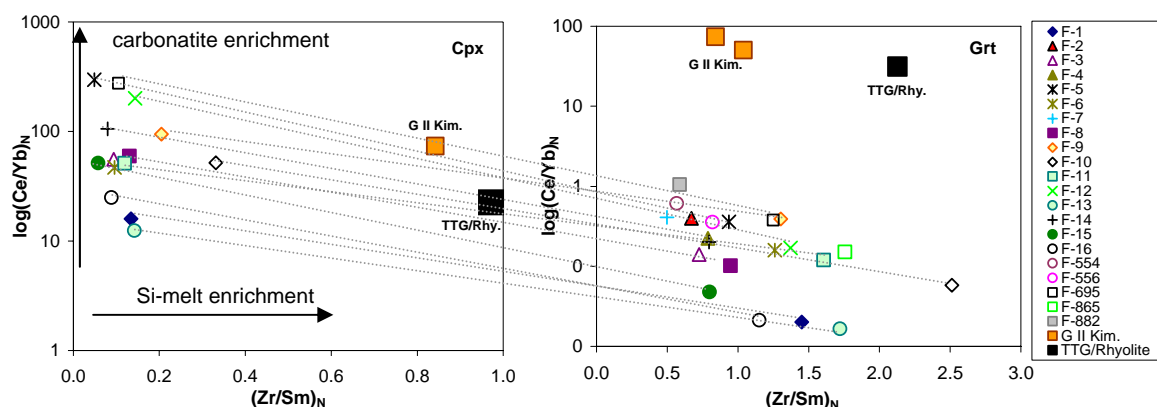 1000
100
10
1
log(Ce/Yb)N
carbonatite enrichment
Cpx
G II Kim.
TTG/Rhy.
Si-melt enrichment
0.0 0.2 0.4 0.6 0.8 1.0
(Zr/Sm)N
100
10
1
0
0
log(Ce/Yb)N
G II Kim.
Grt
TTG/Rhy.
0.0 0.5 1.0 1.5 2.0 2.5 3.0
(Zr/Sm)N
F-1
F-2
F-3
F-4
F-5
F-6
F-7
F-8
F-9
F-10
F-11
F-12
F-13
F-14
F-15
F-16
F-554
F-556
F-695
F-865
F-882
G II Kim.
TTG/Rhyolite